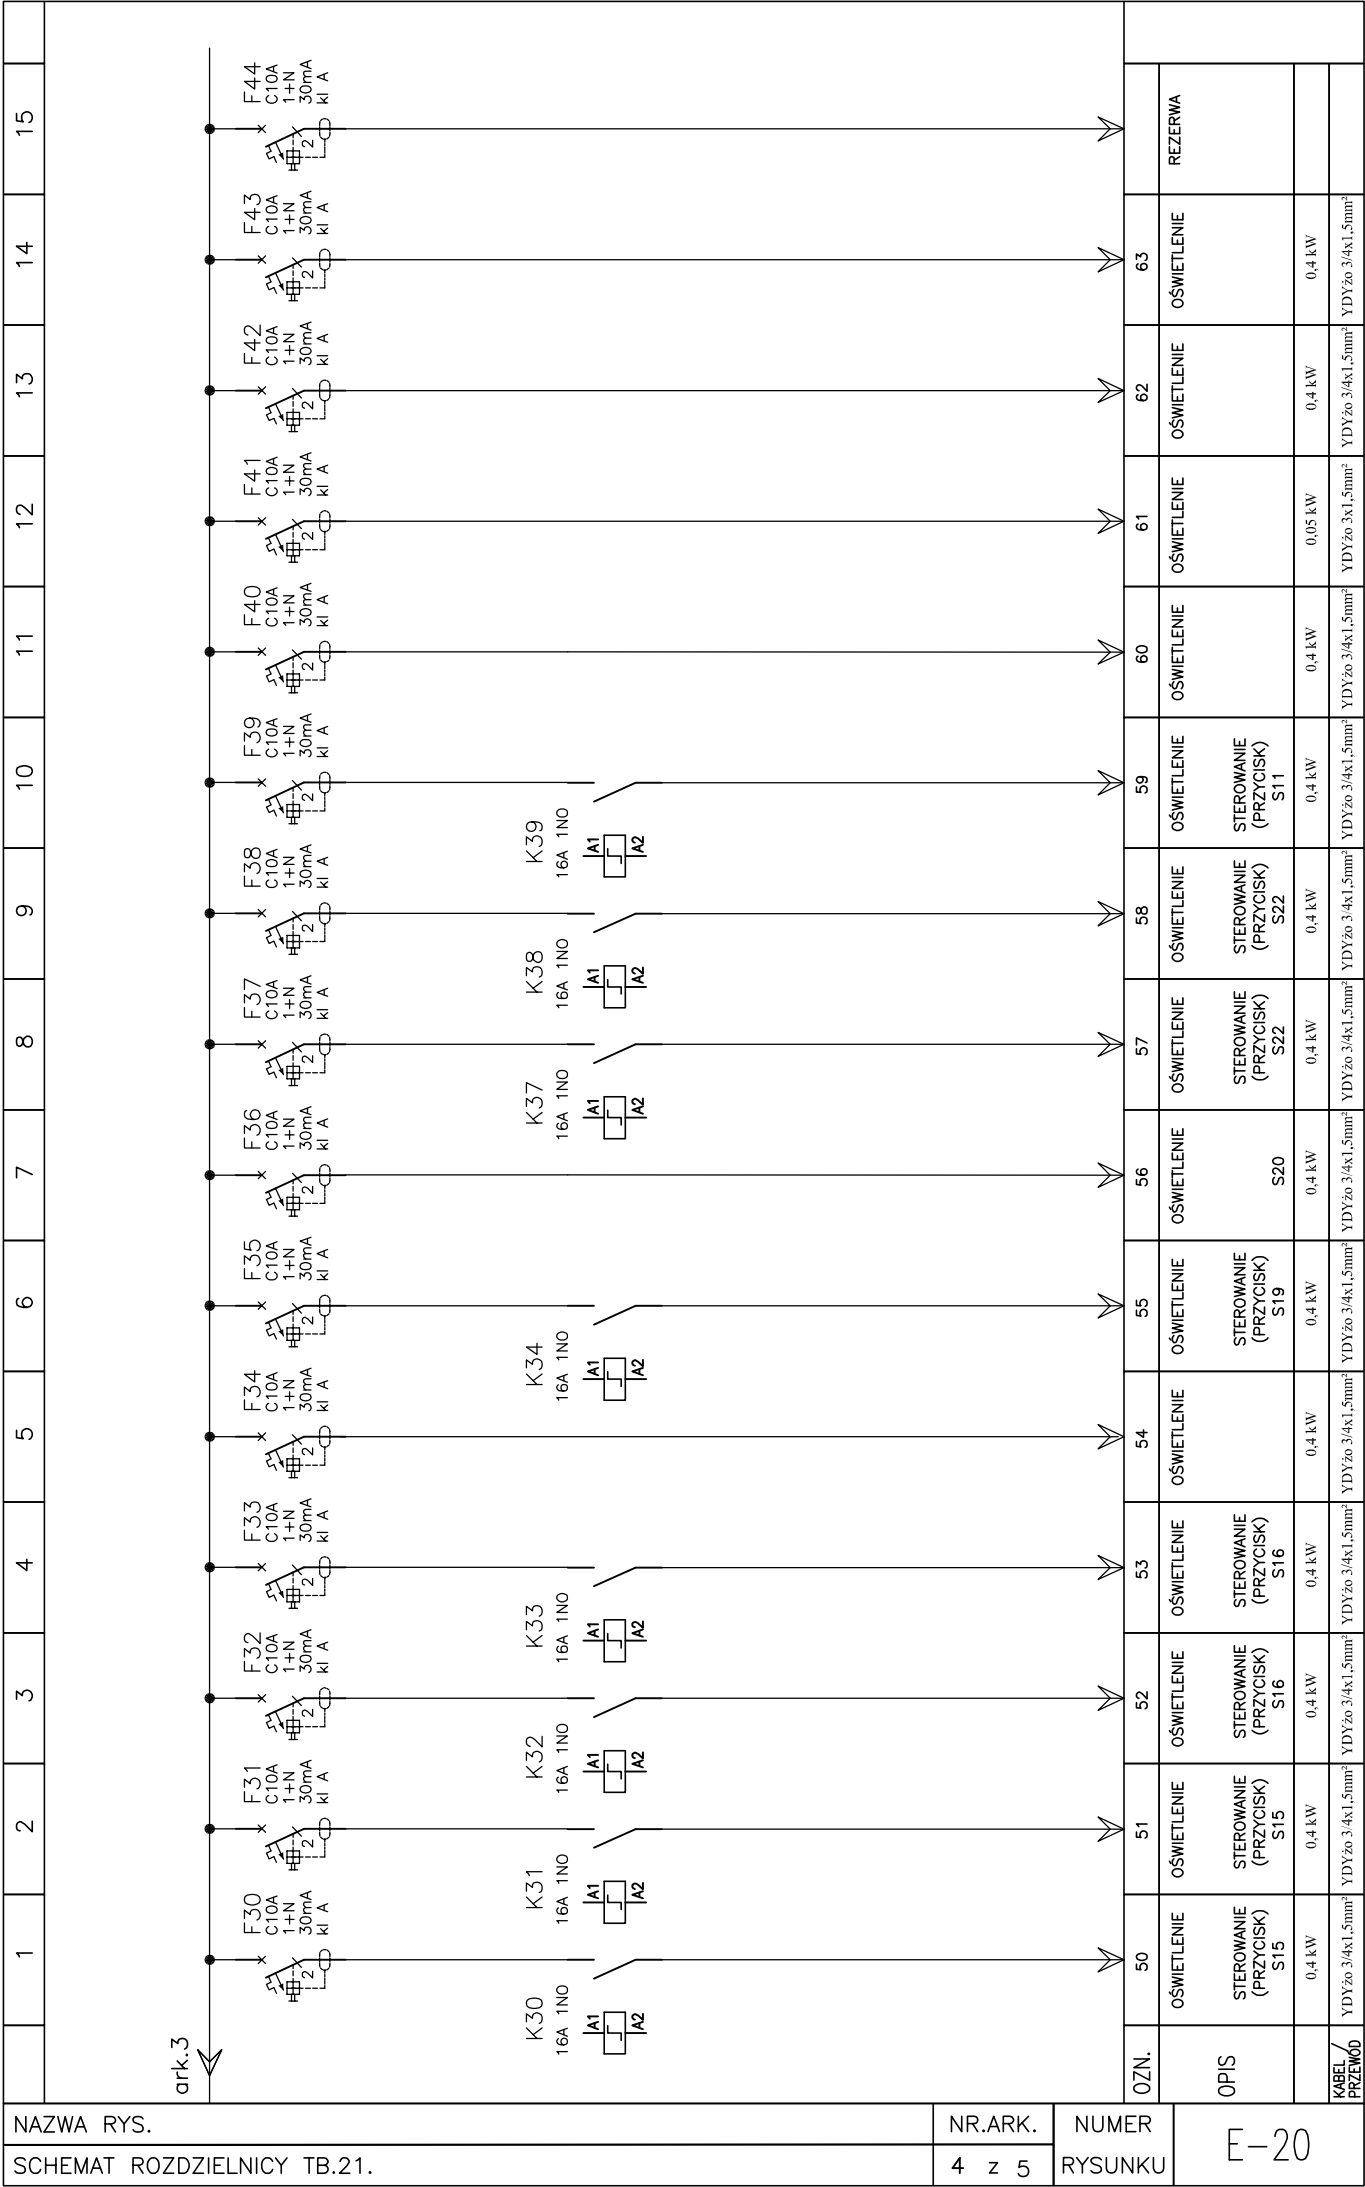 1
2
3
4
5
6
7
8
9
10
11
12
13
14
15
ark.3
F30
C10A
1+N
30mA
kl A
2
F31
C10A
1+N
30mA
kl A
2
F32
C10A
1+N
30mA
kl A
2
F33
C10A
1+N
30mA
kl A
2
F34
C10A
1+N
30mA
kl A
2
F35
C10A
1+N
30mA
kl A
2
F36
C10A
1+N
30mA
kl A
2
F37
C10A
1+N
30mA
kl A
2
F38
C10A
1+N
30mA
kl A
2
F39
C10A
1+N
30mA
kl A
2
F40
C10A
1+N
30mA
kl A
2
F41
C10A
1+N
30mA
kl A
2
F42
C10A
1+N
30mA
kl A
2
F43
C10A
1+N
30mA
kl A
2
F44
C10A
1+N
30mA
kl A
2
K30
16A 1NO
A1
A2
K31
16A 1NO
A1
A2
K32
16A 1NO
A1
A2
K33
16A 1NO
A1
A2
K34
16A 1NO
A1
A2
K37
16A 1NO
A1
A2
K38
16A 1NO
A1
A2
K39
16A 1NO
A1
A2
OZN.
OPIS
KABEL /
PRZEWÓD
50
OŚWIETLENIE
STEROWANIE
(PRZYCISK)
S15
0,4 kW
YDYżo 3/4x1,5mm²
51
OŚWIETLENIE
STEROWANIE
(PRZYCISK)
S15
0,4 kW
YDYżo 3/4x1,5mm²
52
OŚWIETLENIE
STEROWANIE
(PRZYCISK)
S16
0,4 kW
YDYżo 3/4x1,5mm²
53
OŚWIETLENIE
STEROWANIE
(PRZYCISK)
S16
0,4 kW
YDYżo 3/4x1,5mm²
54
OŚWIETLENIE
0,4 kW
YDYżo 3/4x1,5mm²
55
OŚWIETLENIE
STEROWANIE
(PRZYCISK)
S19
0,4 kW
YDYżo 3/4x1,5mm²
56
OŚWIETLENIE
S20
0,4 kW
YDYżo 3/4x1,5mm²
57
OŚWIETLENIE
STEROWANIE
(PRZYCISK)
S22
0,4 kW
YDYżo 3/4x1,5mm²
58
OŚWIETLENIE
STEROWANIE
(PRZYCISK)
S22
0,4 kW
YDYżo 3/4x1,5mm²
59
OŚWIETLENIE
STEROWANIE
(PRZYCISK)
S11
0,4 kW
YDYżo 3/4x1,5mm²
60
OŚWIETLENIE
0,4 kW
YDYżo 3/4x1,5mm²
61
OŚWIETLENIE
0,05 kW
YDYżo 3x1,5mm²
62
OŚWIETLENIE
0,4 kW
YDYżo 3/4x1,5mm²
63
OŚWIETLENIE
0,4 kW
YDYżo 3/4x1,5mm²
REZERWA
NAZWA RYS.
SCHEMAT ROZDZIELNICY TB.21.
NR.ARK.
4 z 5
NUMER
RYSUNKU
E-20